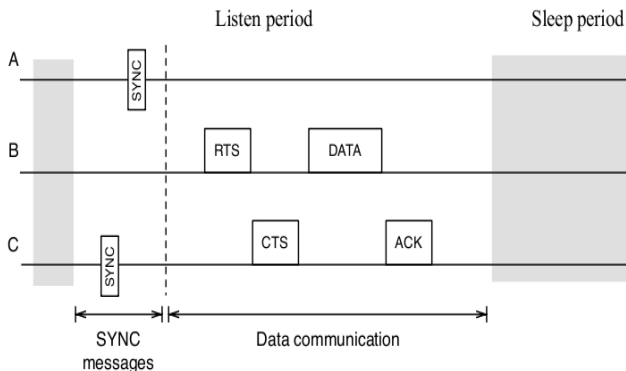 Listen period
Sleep period
A
SYNC
B
RTS
DATA
C
SYNC
CTS
ACK
SYNC
messages
Data communication